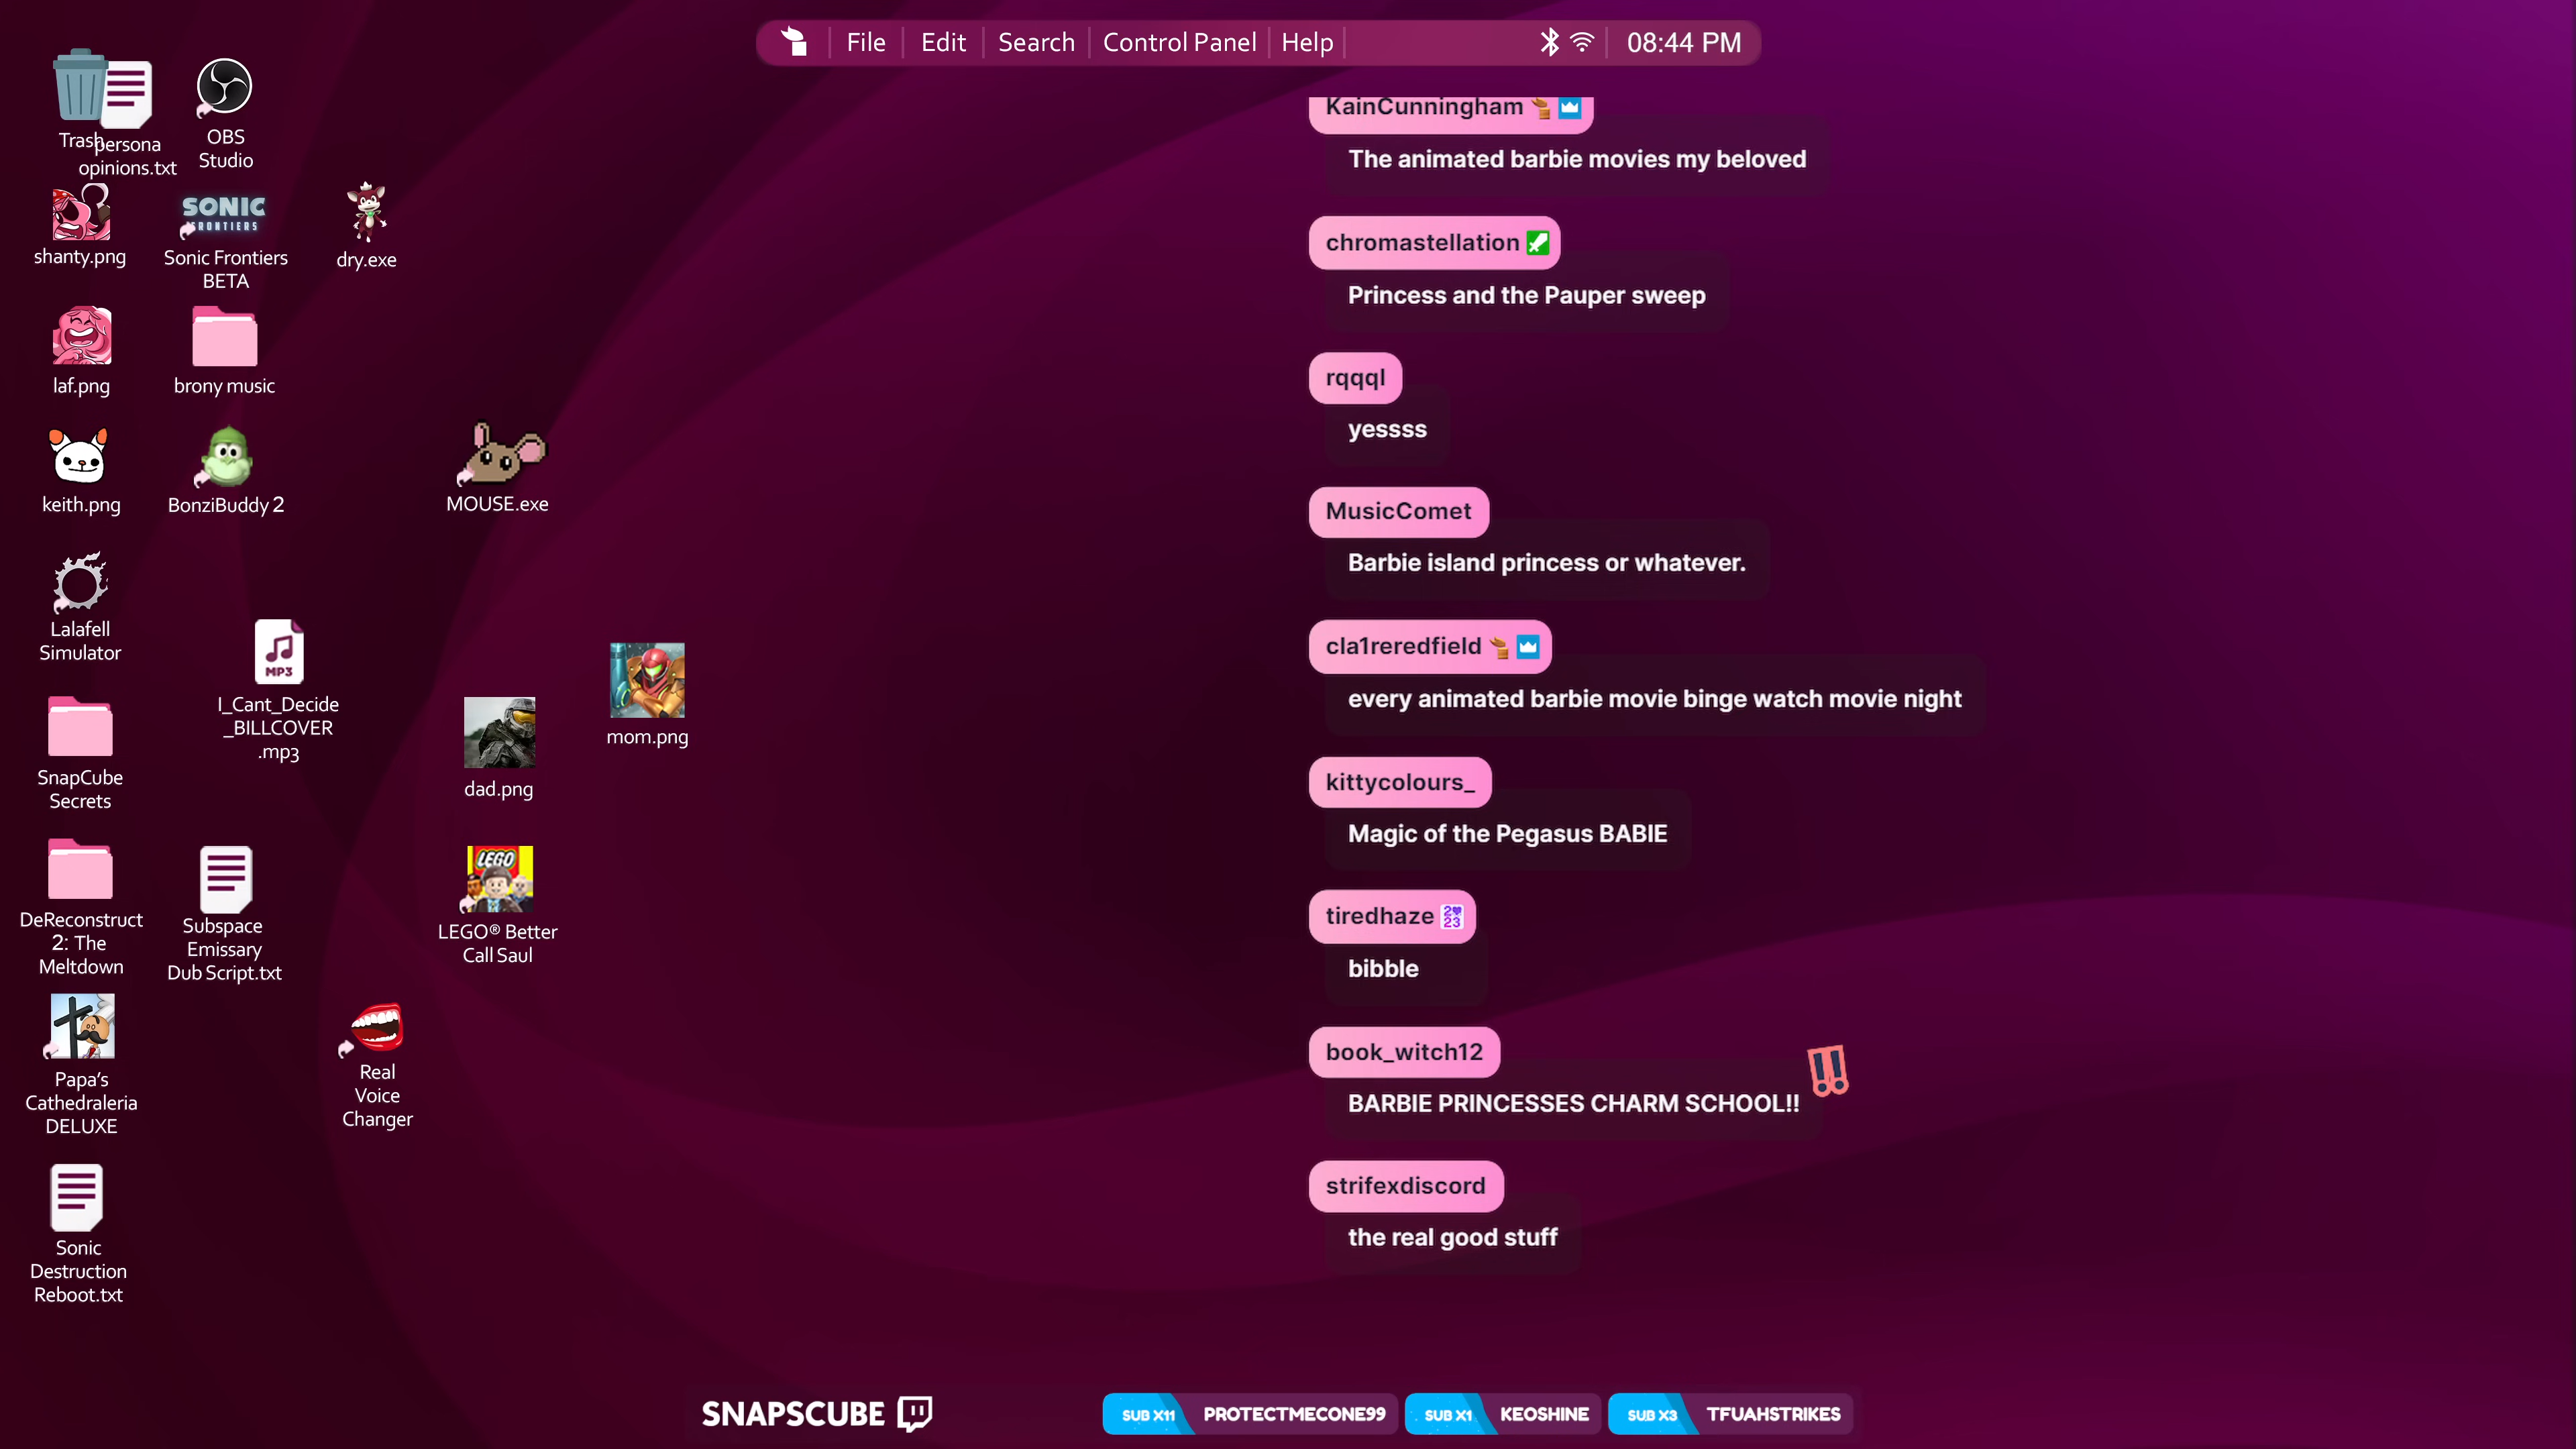 File Edit Search Control Panel Help 08:44 PM
Trash
persona
opinions.txt
OBS
Studio
shanty.png
SONIC
FRONTIERS
Sonic Frontiers
BETA
dry.exe
laf.png
brony music
keith.png
BonziBuddy 2
MOUSE.exe
Lalafell
Simulator
MP3
I_Cant_Decide
_BILLCOVER
.mp3
mom.png
SnapCube
Secrets
dad.png
DeReconstruct
2: The
Meltdown
Subspace
Emissary
Dub Script.txt
LEGO
LEGO® Better
Call Saul
Papa's
Cathedraleria
DELUXE
Real
Voice
Changer
Sonic
Destruction
Reboot.txt
KainCunningham
The animated barbie movies my beloved
chromastellation
Princess and the Pauper sweep
rqqql
yessss
MusicComet
Barbie island princess or whatever.
cla1reredfield
every animated barbie movie binge watch movie night
kittycolours_
Magic of the Pegasus BABIE
tiredhaze
bibble
book_witch12
BARBIE PRINCESSES CHARM SCHOOL!!
strifexdiscord
the real good stuff
SNAPSCUBE
SUB X11 PROTECTMECONE99 SUB X1 KEOSHINE SUB X3 TFUAHSTRIKES